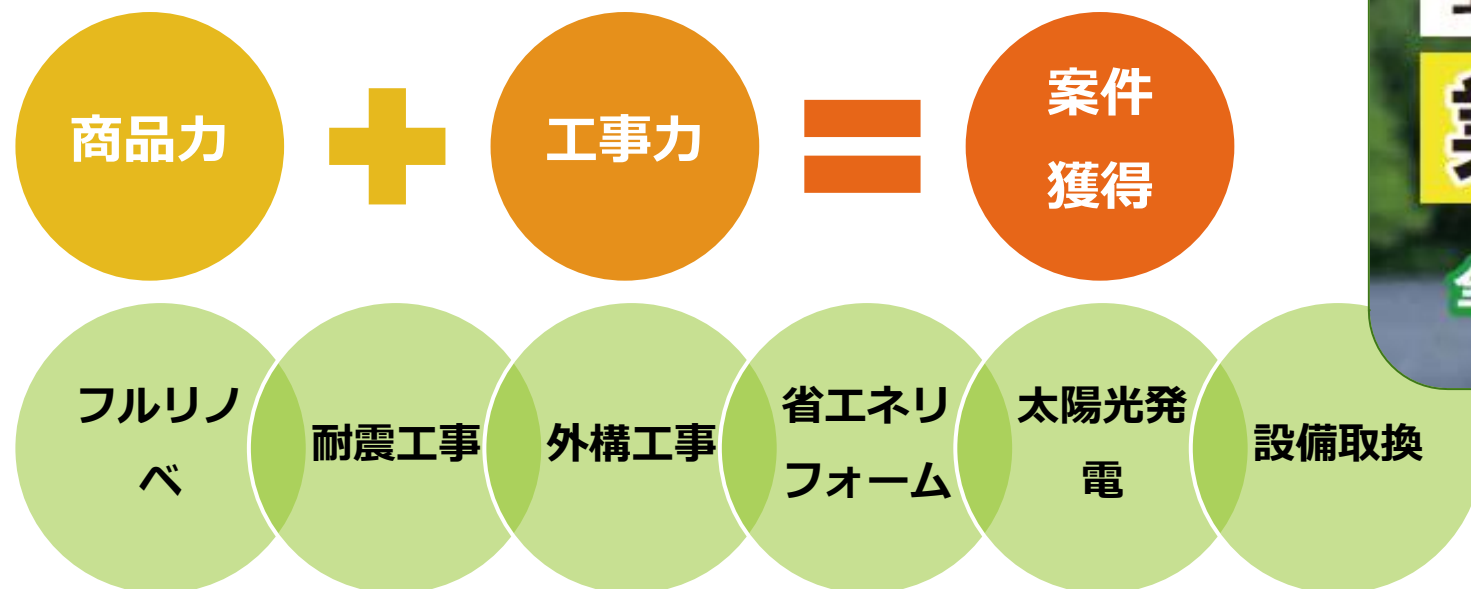 商品力
工事力
案件
獲得
フルリノ
ベ
耐震工事
外構工事
省エネリ
フォーム
太陽光発
電
設備取換